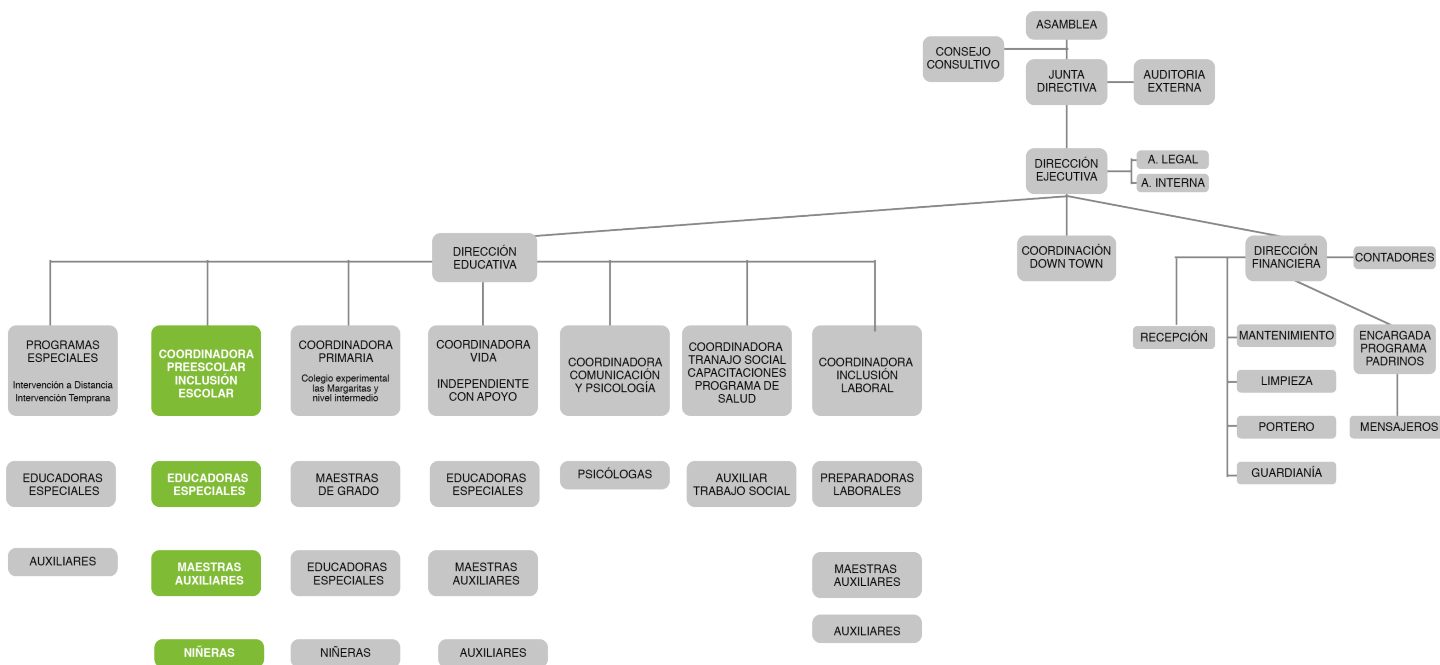 ASAMBLEA
CONSEJO
CONSULTIVO
JUNTA
DIRECTIVA
AUDITORIA
EXTERNA
DIRECCIÓN
EJECUTIVA
A. LEGAL
A. INTERNA
DIRECCIÓN
EDUCATIVA
COORDINACIÓN
DOWN TOWN
DIRECCIÓN
FINANCIERA
CONTADORES
PROGRAMAS
ESPECIALES
Intervención a Distancia
Intervención Temprana
COORDINADORA
PREESCOLAR
INCLUSIÓN
ESCOLAR
COORDINADORA
PRIMARIA
Colegio experimental
las Margaritas y
nivel intermedio
COORDINADORA
VIDA
INDEPENDIENTE
CON APOYO
COORDINADORA
COMUNICACIÓN
Y PSICOLOGÍA
COORDINADORA
TRANAJO SOCIAL
CAPACITACIONES
PROGRAMA DE
SALUD
COORDINADORA
INCLUSIÓN
LABORAL
RECEPCIÓN
MANTENIMIENTO
LIMPIEZA
PORTERO
GUARDIANÍA
ENCARGADA
PROGRAMA
PADRINOS
MENSAJEROS
EDUCADORAS
ESPECIALES
EDUCADORAS
ESPECIALES
MAESTRAS
DE GRADO
EDUCADORAS
ESPECIALES
PSICÓLOGAS
AUXILIAR
TRABAJO SOCIAL
PREPARADORAS
LABORALES
AUXILIARES
MAESTRAS
AUXILIARES
EDUCADORAS
ESPECIALES
MAESTRAS
AUXILIARES
MAESTRAS
AUXILIARES
AUXILIARES
NIÑERAS
NIÑERAS
AUXILIARES